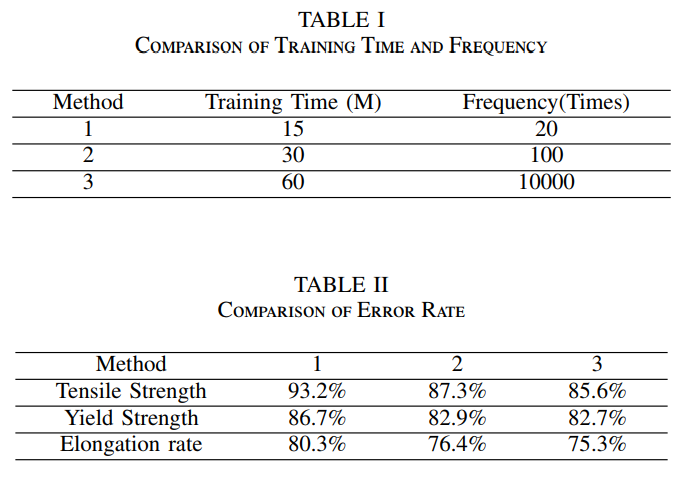 TABLE I
COMPARISON OF TRAINING TIME AND FREQUENCY
Method Training Time (M) Frequency(Times)
1 15 20
2 30 100
3 60 10000
TABLE II
COMPARISON OF ERROR RATE
Method 1 2 3
Tensile Strength 93.2% 87.3% 85.6%
Yield Strength 86.7% 82.9% 82.7%
Elongation rate 80.3% 76.4% 75.3%